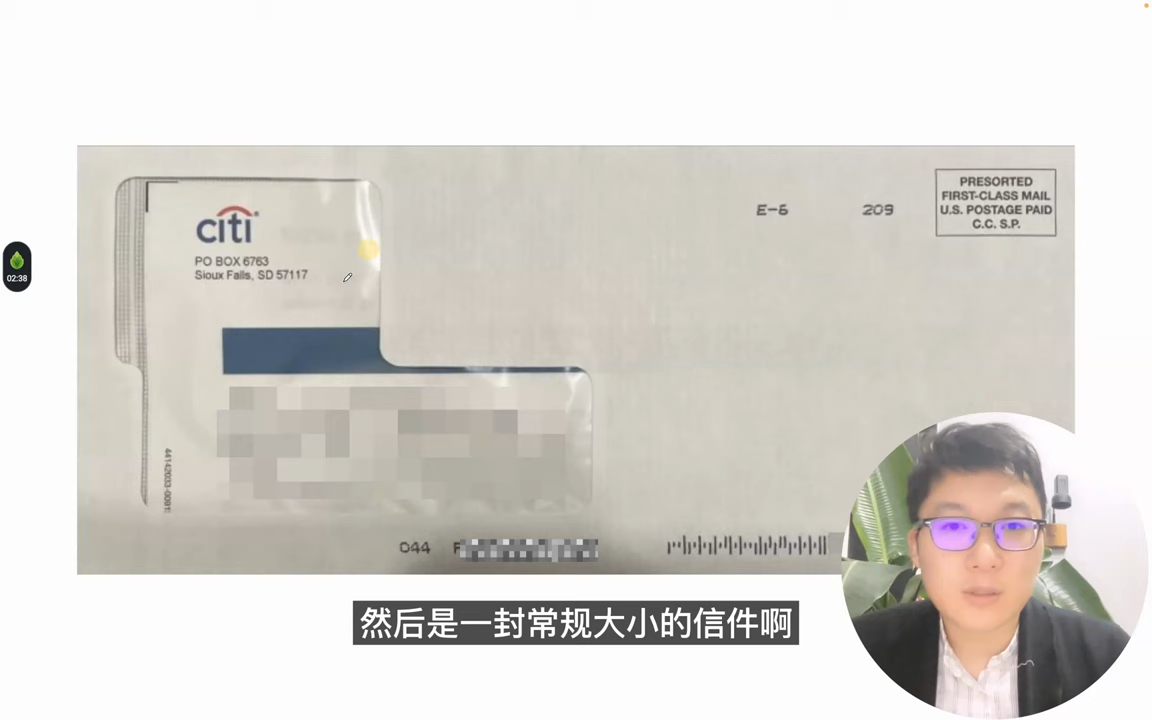 citi
PO BOX 6763
Sioux Falls, SD 57117
E-6
209
PRESORTED
FIRST-CLASS MAIL
U.S. POSTAGE PAID
C.C. S.P.
02:38
044
然后是一封常规大小的信件啊